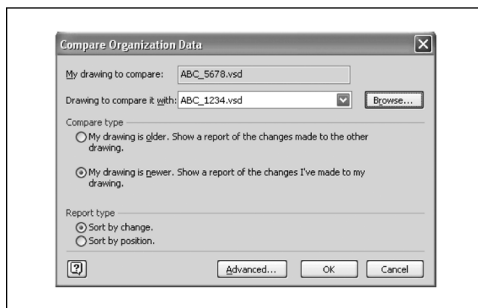 Compare Organization Data
My drawing to compare: ABC_5678.vsd
Drawing to compare it with: ABC_1234.vsd Browse...
Compare type
My drawing is older. Show a report of the changes made to the other
drawing.
My drawing is newer. Show a report of the changes I've made to my
drawing.
Report type
Sort by change.
Sort by position.
? Advanced... OK Cancel